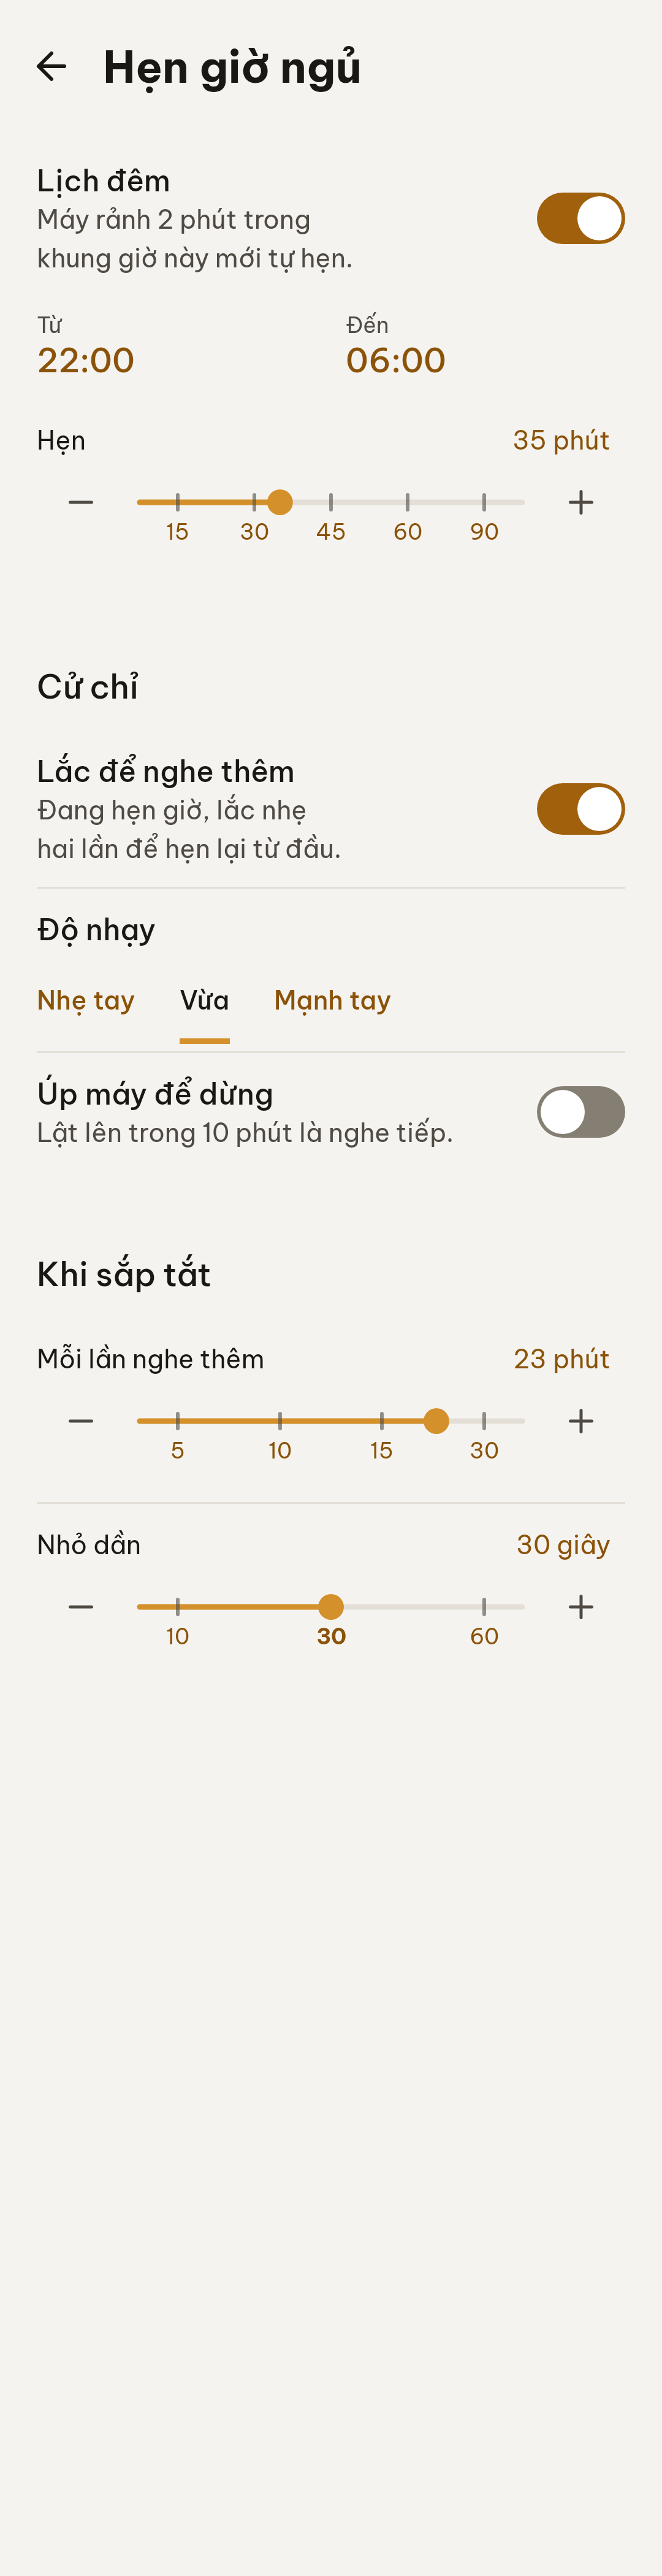 Hẹn giờ ngủ
Lịch đêm
Máy rảnh 2 phút trong
khung giờ này mới tự hẹn.
Từ Đến
22:00 06:00
Hẹn 35 phút
15 30 45 60 90
Cử chỉ
Lắc để nghe thêm
Đang hẹn giờ, lắc nhẹ
hai lần để hẹn lại từ đầu.
Độ nhạy
Nhẹ tay Vừa Mạnh tay
Úp máy để dừng
Lật lên trong 10 phút là nghe tiếp.
Khi sắp tắt
Mỗi lần nghe thêm 23 phút
5 10 15 30
Nhỏ dần 30 giây
10 30 60